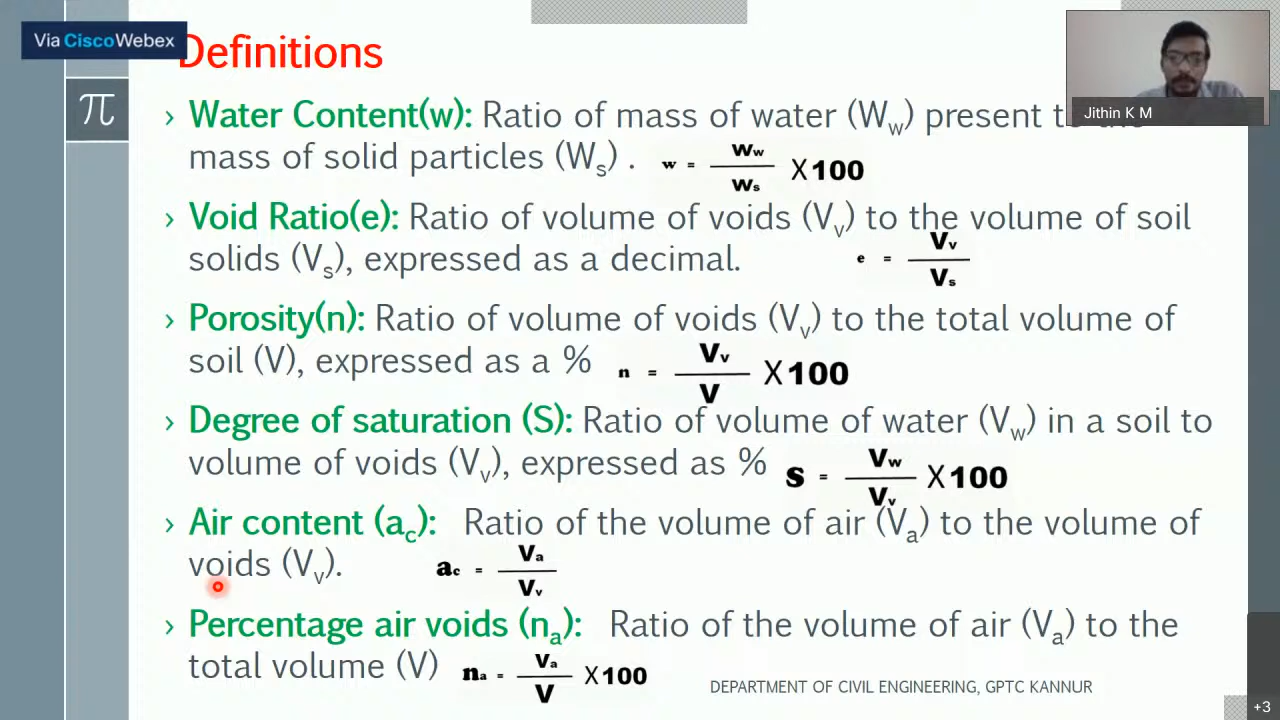 Via Cisco Webex
Definitions
Jithin K M
π
› Water Content(w): Ratio of mass of water (Ww) present to the
mass of solid particles (Ws) . w = Ww / Ws X 100
› Void Ratio(e): Ratio of volume of voids (Vv) to the volume of soil
solids (Vs), expressed as a decimal. e = Vv / Vs
› Porosity(n): Ratio of volume of voids (Vv) to the total volume of
soil (V), expressed as a % n = Vv / V X 100
› Degree of saturation (S): Ratio of volume of water (Vw) in a soil to
volume of voids (Vv), expressed as % S = Vw / Vv X 100
› Air content (ac): Ratio of the volume of air (Va) to the volume of
voids (Vv). ac = Va / Vv
› Percentage air voids (na): Ratio of the volume of air (Va) to the
total volume (V) na = Va / V X 100
DEPARTMENT OF CIVIL ENGINEERING, GPTC KANNUR
+3